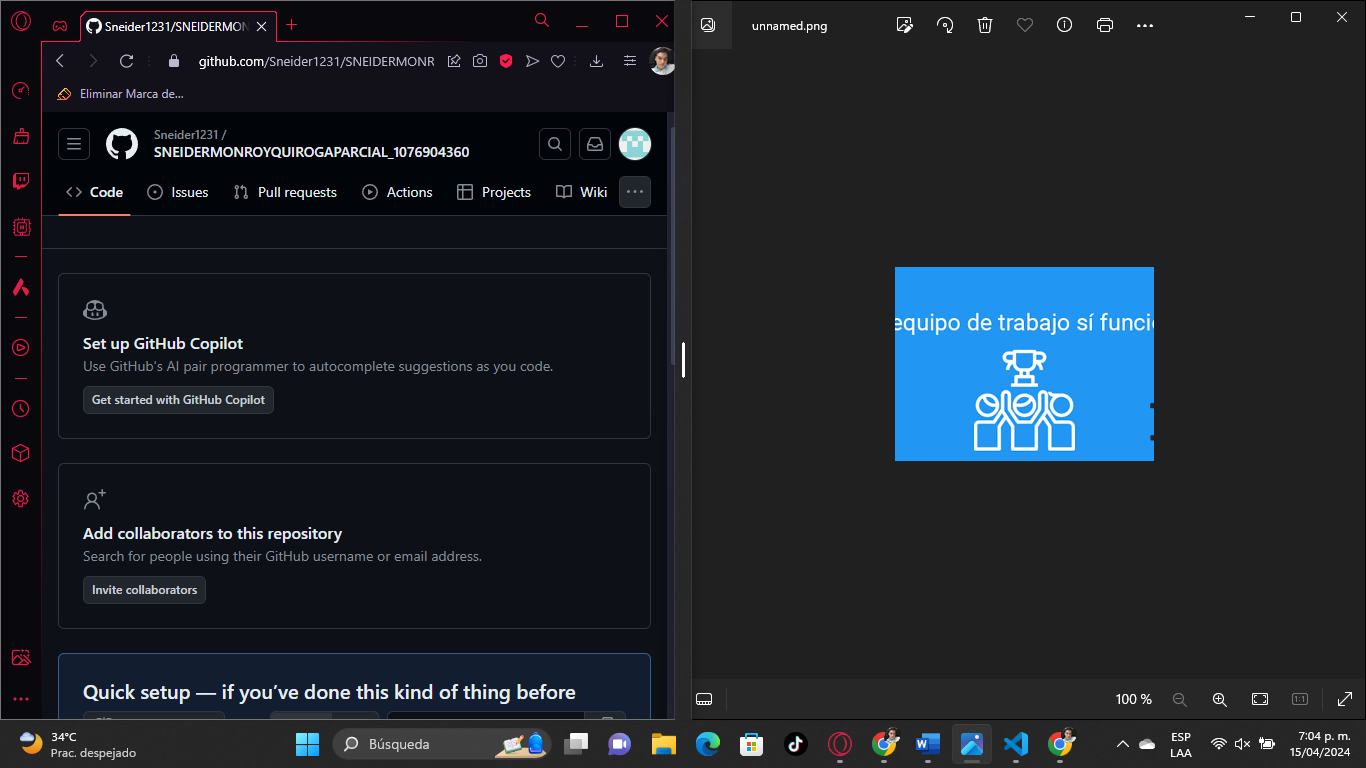 Sneider1231/SNEIDERMON
github.com/Sneider1231/SNEIDERMONR
Eliminar Marca de...
Sneider1231 /
SNEIDERMONROYQUIROGAPARCIAL_1076904360
Code Issues Pull requests Actions Projects Wiki
Set up GitHub Copilot
Use GitHub's AI pair programmer to autocomplete suggestions as you code.
Get started with GitHub Copilot
Add collaborators to this repository
Search for people using their GitHub username or email address.
Invite collaborators
Quick setup — if you've done this kind of thing before
unnamed.png
equipo de trabajo sí funci
100 %
1:1
34°C
Prac. despejado
Búsqueda
ESP
LAA
7:04 p. m.
15/04/2024